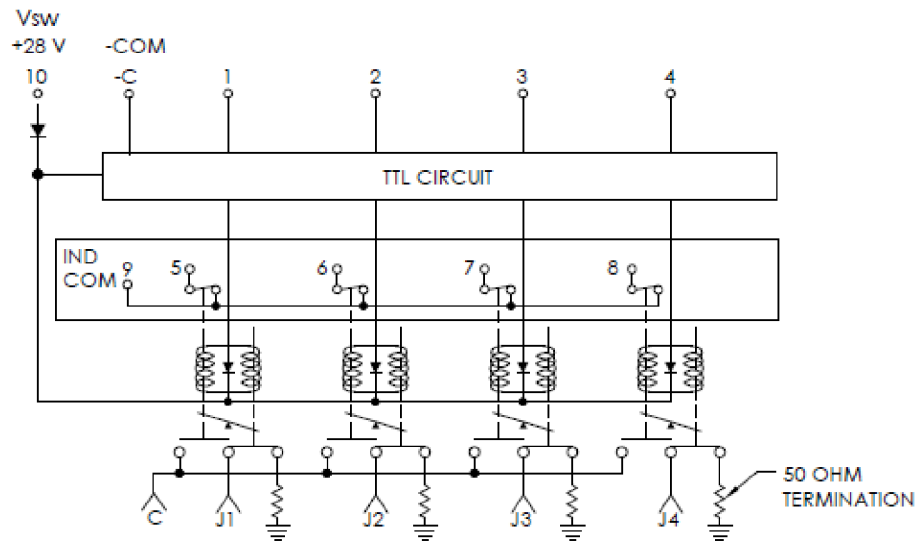 Vsw
+28 V -COM
10 -C 1 2 3 4
TTL CIRCUIT
IND
COM 9 5 6 7 8
C J1 J2 J3 J4
50 OHM
TERMINATION